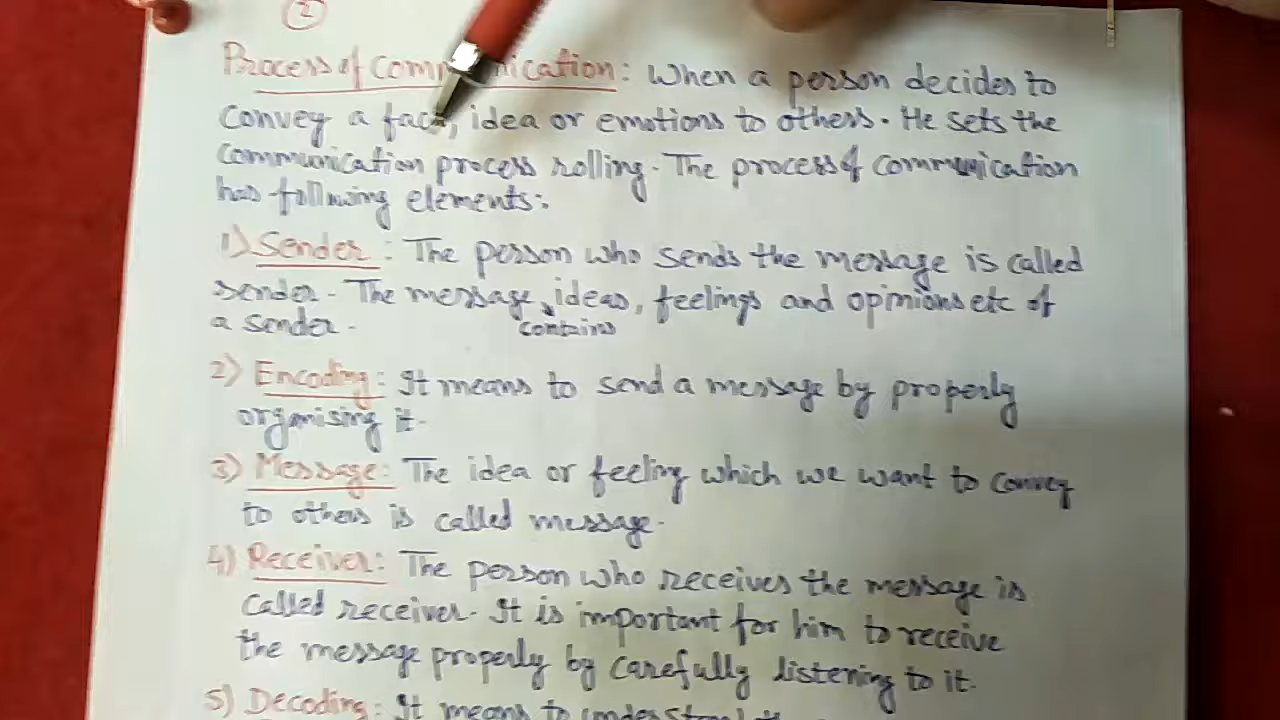 2
Process of communication: When a person decides to
convey a fact, idea or emotions to others. He sets the
communication process rolling. The process of communication
has following elements:
1) Sender: The person who sends the message is called
sender. The message, ideas, feelings and opinions etc of
contains
a sender.
2) Encoding: It means to send a message by properly
organising it.
3) Message: The idea or feeling which we want to convey
to others is called message.
4) Receiver: The person who receives the message is
called receiver. It is important for him to receive
the message properly by carefully listening to it.
5) Decoding: It means to understand